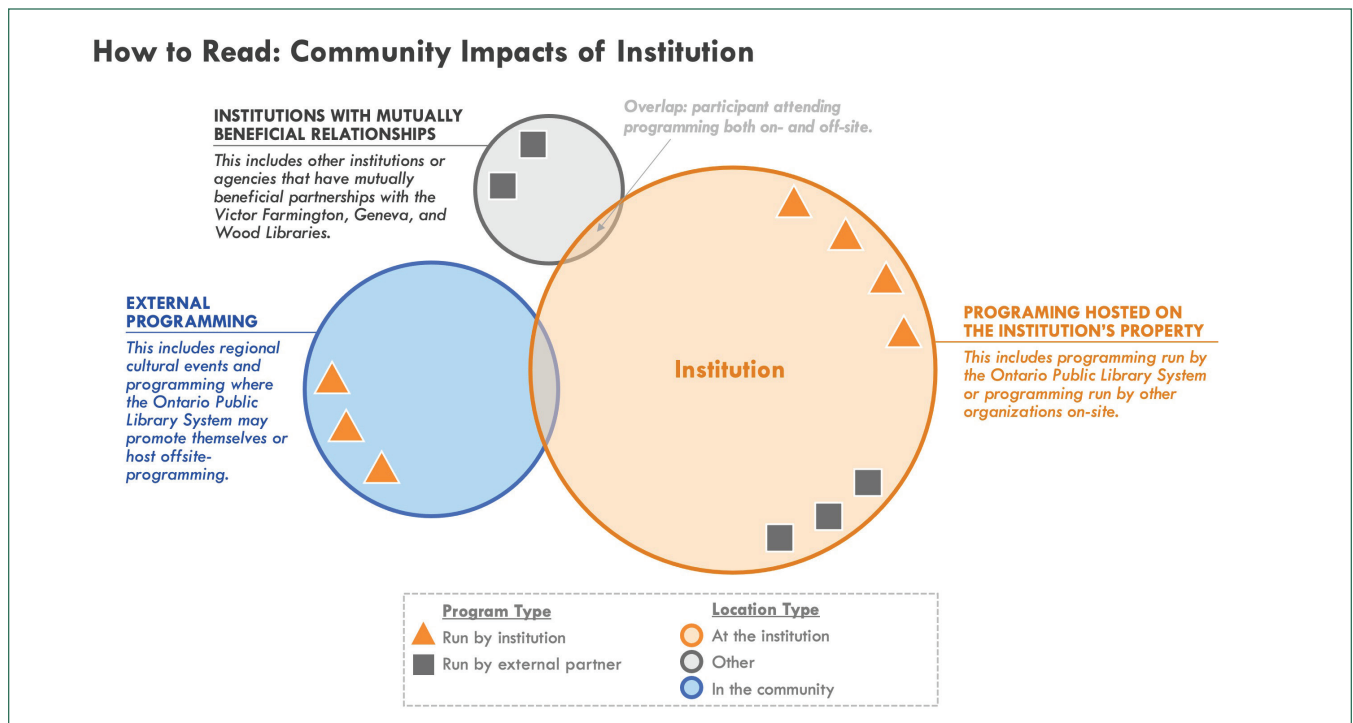 How to Read: Community Impacts of Institution
INSTITUTIONS WITH MUTUALLY
BENEFICIAL RELATIONSHIPS
This includes other institutions or
agencies that have mutually
beneficial partnerships with the
Victor Farmington, Geneva, and
Wood Libraries.
Overlap: participant attending
programming both on- and off-site.
EXTERNAL
PROGRAMMING
This includes regional
cultural events and
programming where
the Ontario Public
Library System may
promote themselves or
host offsite-
programming.
Institution
PROGRAMING HOSTED ON
THE INSTITUTION'S PROPERTY
This includes programming run by
the Ontario Public Library System
or programming run by other
organizations on-site.
Program Type
Run by institution
Run by external partner
Location Type
At the institution
Other
In the community